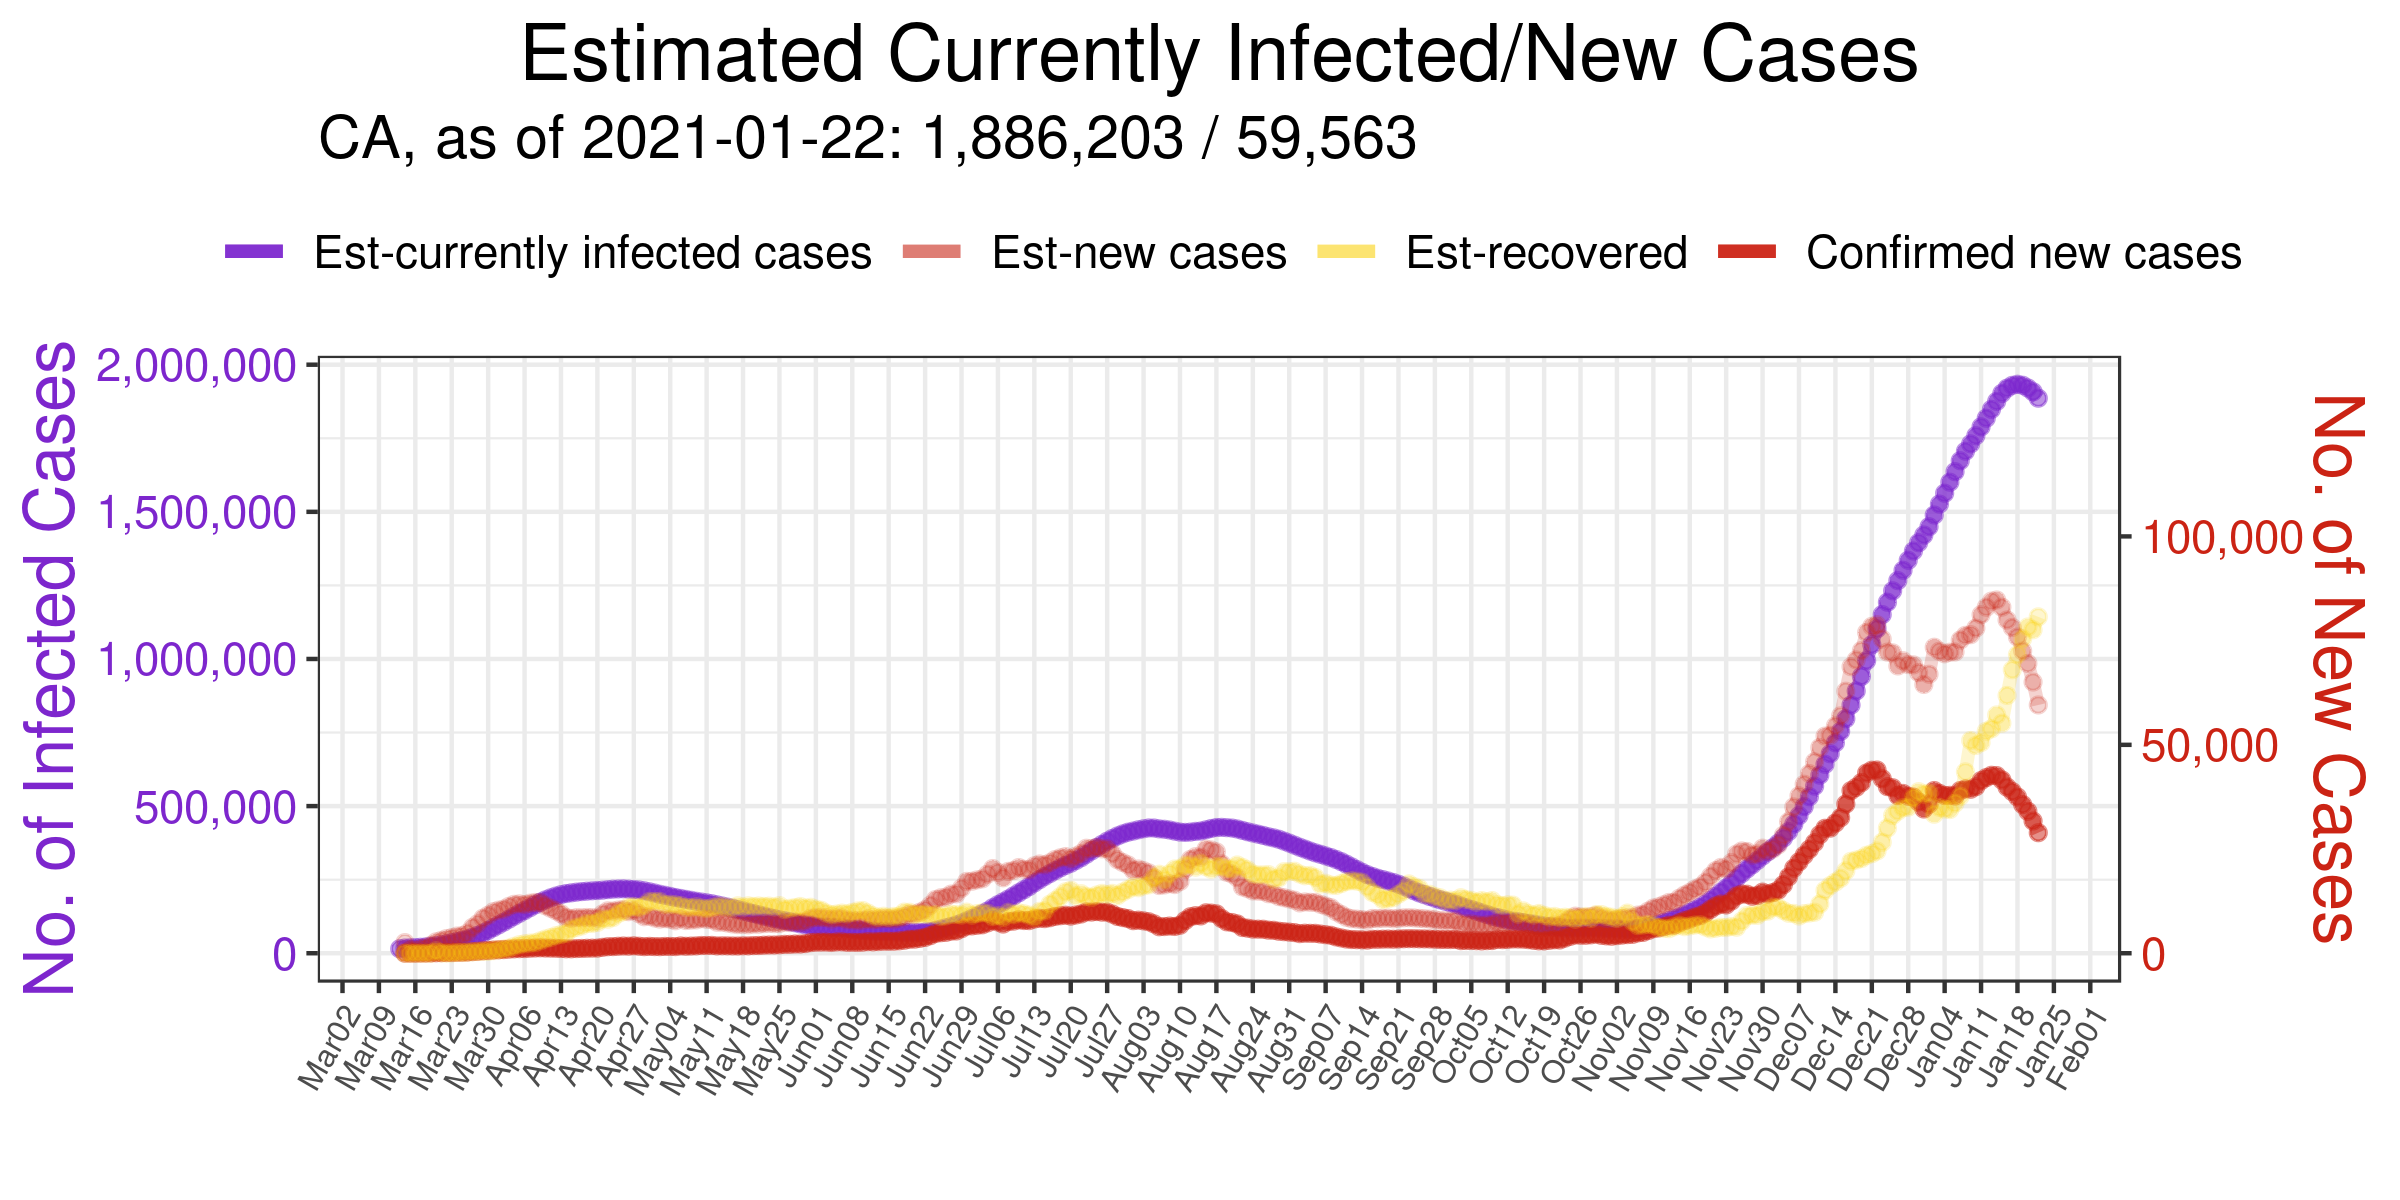 Estimated Currently Infected/New Cases
CA, as of 2021-01-22: 1,886,203 / 59,563
Est-currently infected cases Est-new cases Est-recovered Confirmed new cases
No. of Infected Cases
2,000,000
1,500,000
1,000,000
500,000
0
100,000
50,000
0
No. of New Cases
Mar02 Mar09 Mar16 Mar23 Mar30 Apr06 Apr13 Apr20 Apr27 May04 May11 May18 May25 Jun01 Jun08 Jun15 Jun22 Jun29 Jul06 Jul13 Jul20 Jul27 Aug03 Aug10 Aug17 Aug24 Aug31 Sep07 Sep14 Sep21 Sep28 Oct05 Oct12 Oct19 Oct26 Nov02 Nov09 Nov16 Nov23 Nov30 Dec07 Dec14 Dec21 Dec28 Jan04 Jan11 Jan18 Jan25 Feb01